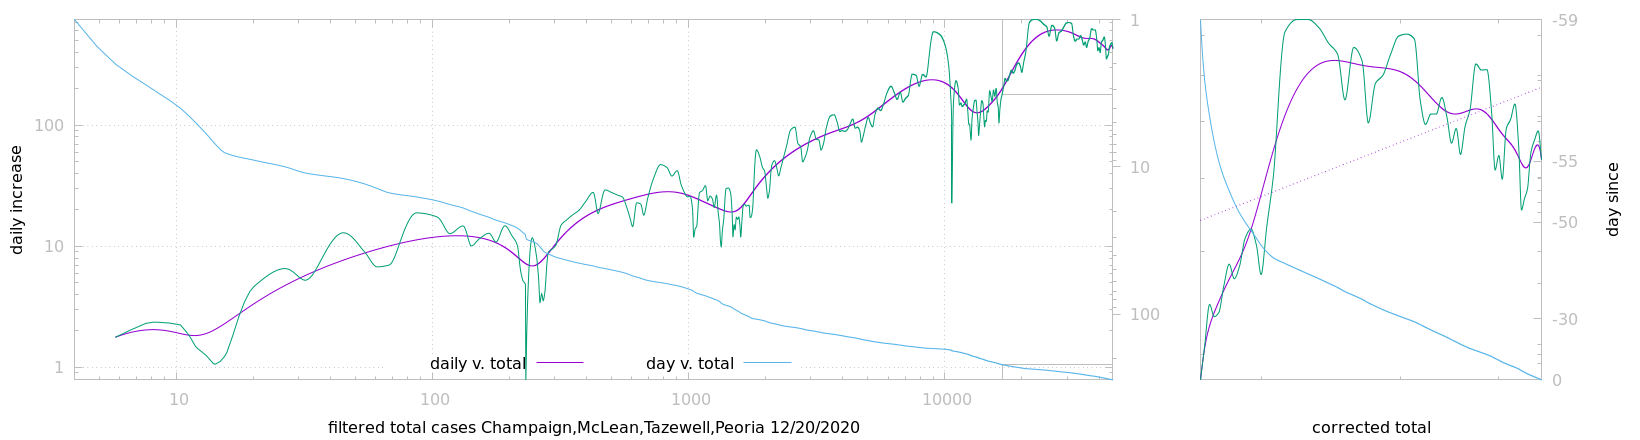 daily increase
100
10
1
10
100
1000
10000
1
10
100
daily v. total
day v. total
filtered total cases Champaign,McLean,Tazewell,Peoria 12/20/2020
-59
-55
-50
-30
0
day since
corrected total